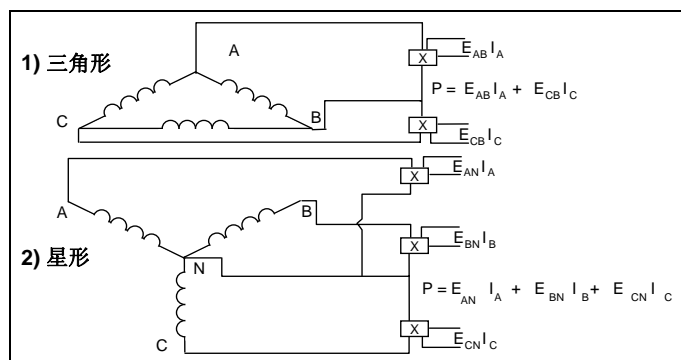 1) 三角形
A
C
B
X
E_AB I_A
P = E_AB I_A + E_CB I_C
X
E_CB I_C
2) 星形
A
B
N
C
X
E_AN I_A
X
E_BN I_B
P = E_AN I_A + E_BN I_B + E_CN I_C
X
E_CN I_C